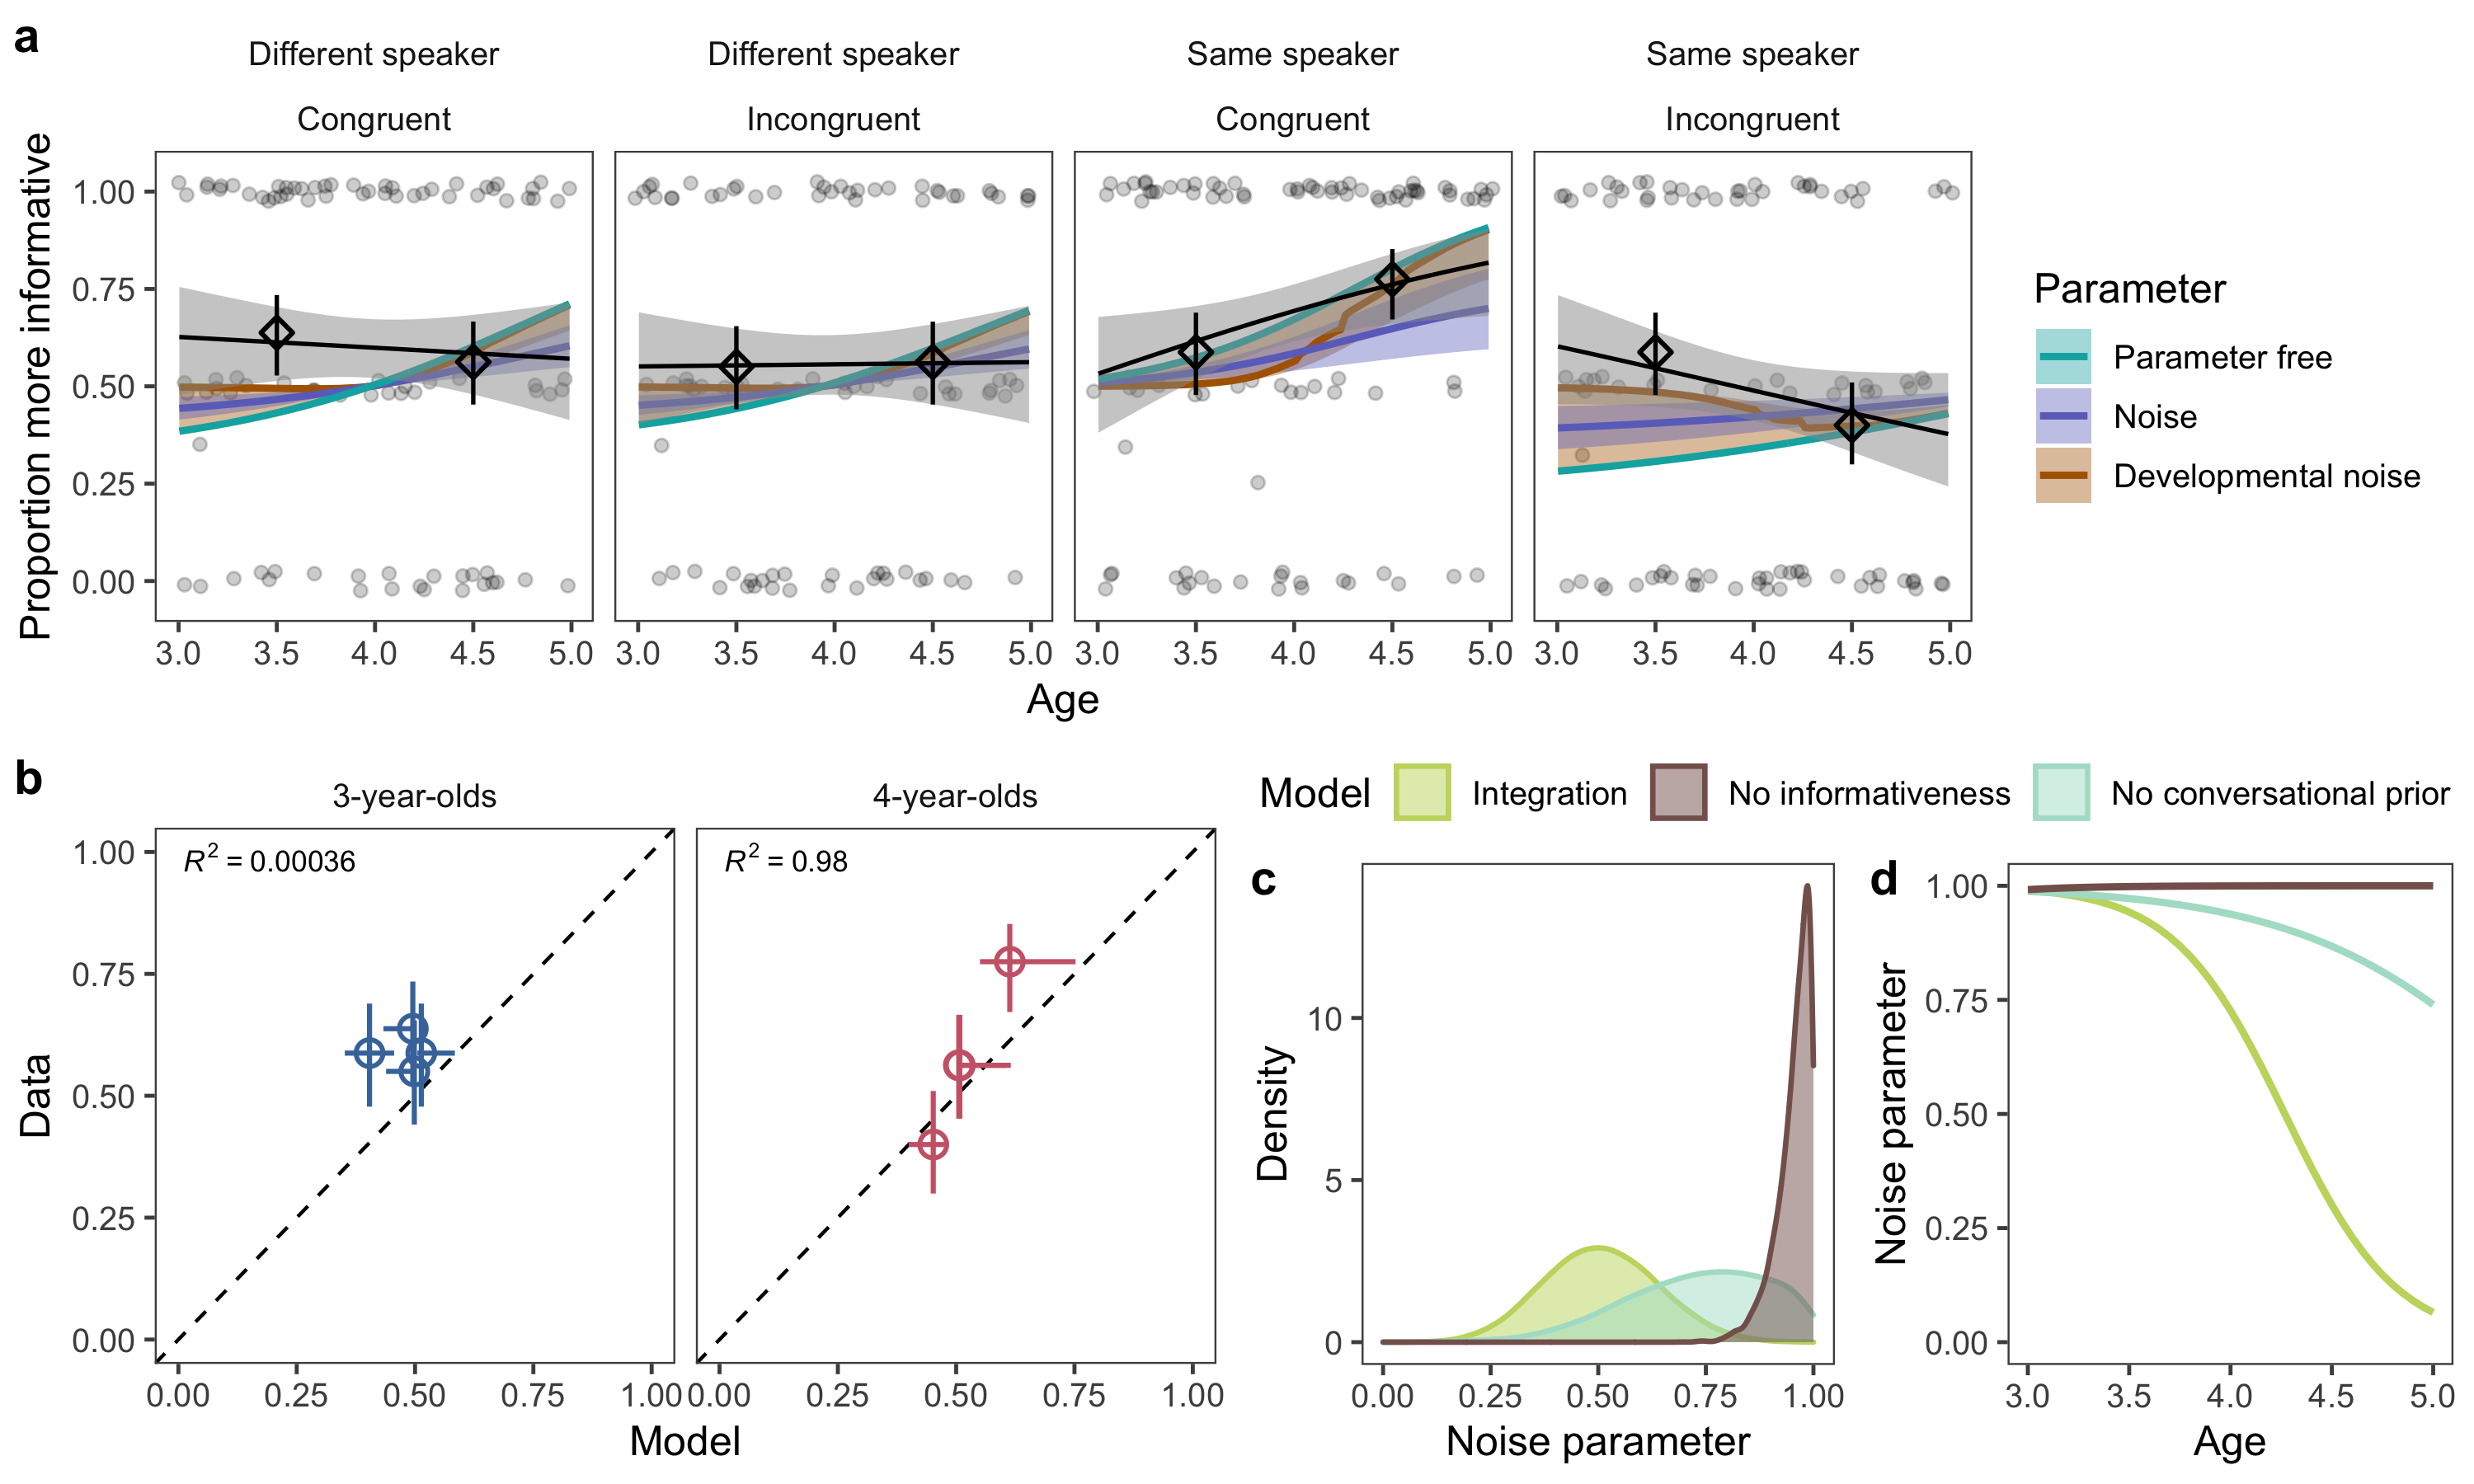 a
Different speaker
Congruent
Different speaker
Incongruent
Same speaker
Congruent
Same speaker
Incongruent
Proportion more informative
1.00
0.75
0.50
0.25
0.00
3.0 3.5 4.0 4.5 5.0
3.0 3.5 4.0 4.5 5.0
3.0 3.5 4.0 4.5 5.0
3.0 3.5 4.0 4.5 5.0
Age
Parameter
Parameter free
Noise
Developmental noise
b
3-year-olds
4-year-olds
R² = 0.00036
R² = 0.98
Data
1.00
0.75
0.50
0.25
0.00
0.00 0.25 0.50 0.75 1.00
0.00 0.25 0.50 0.75 1.00
Model
Model Integration No informativeness No conversational prior
c
Density
10
5
0
0.00 0.25 0.50 0.75 1.00
Noise parameter
d
Noise parameter
1.00
0.75
0.50
0.25
0.00
3.0 3.5 4.0 4.5 5.0
Age